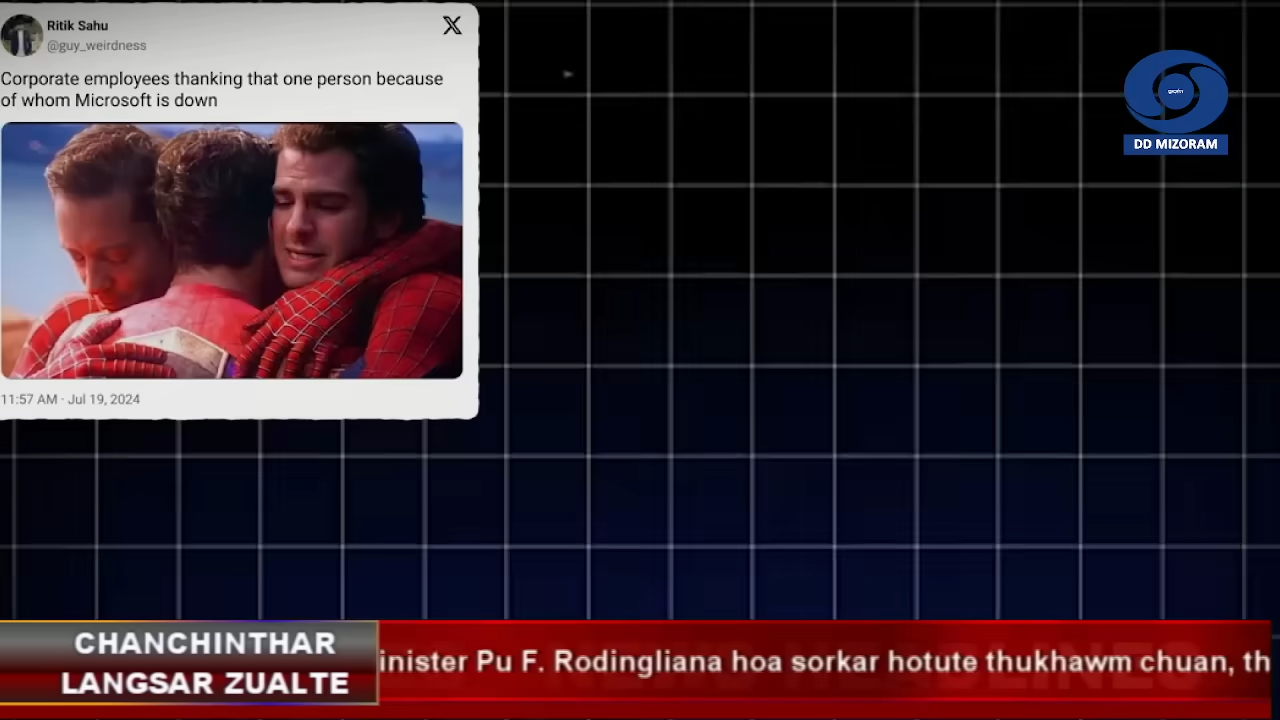 Ritik Sahu
@guy_weirdness
Corporate employees thanking that one person because
of whom Microsoft is down
11:57 AM · Jul 19, 2024
DD MIZORAM
CHANCHINTHAR
LANGSAR ZUALTE
inister Pu F. Rodingliana hoa sorkar hotute thukhawm chuan, th